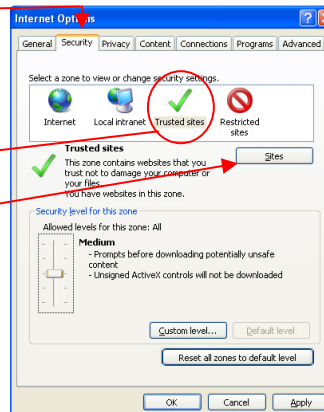 Internet Options
General Security Privacy Content Connections Programs Advanced
Select a zone to view or change security settings.
Internet Local intranet Trusted sites Restricted sites
Trusted sites
Sites
This zone contains websites that you
trust not to damage your computer or
your files.
You have websites in this zone.
Security level for this zone
Allowed levels for this zone: All
Medium
- Prompts before downloading potentially unsafe
content
- Unsigned ActiveX controls will not be downloaded
Custom level... Default level
Reset all zones to default level
OK Cancel Apply